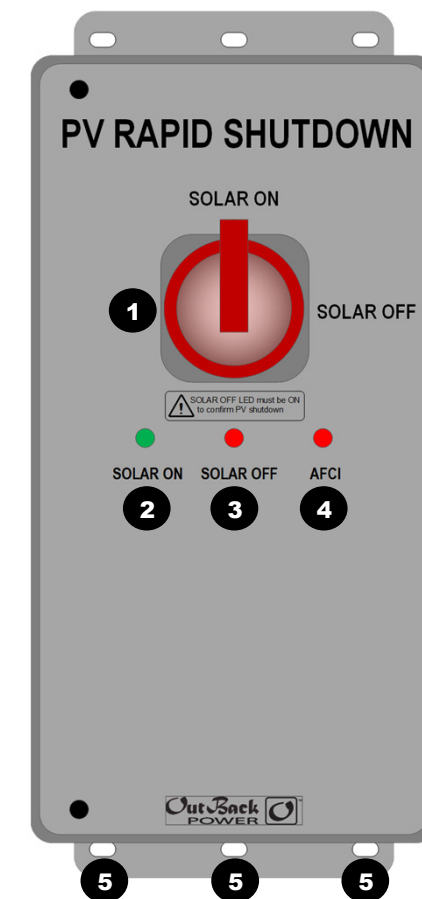 PV RAPID SHUTDOWN
SOLAR ON
1
SOLAR OFF
SOLAR OFF LED must be ON
to confirm PV shutdown
SOLAR ON SOLAR OFF AFCI
2 3 4
OutBack
POWER
5 5 5